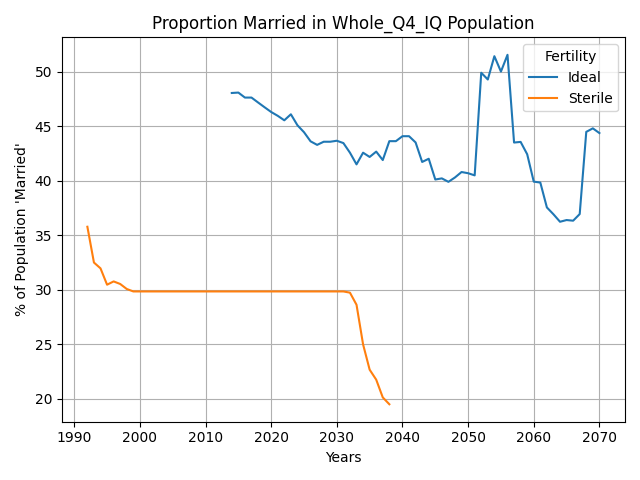 Proportion Married in Whole_Q4_IQ Population
Fertility
Ideal
Sterile
% of Population 'Married'
50
45
40
35
30
25
20
1990 2000 2010 2020 2030 2040 2050 2060 2070
Years